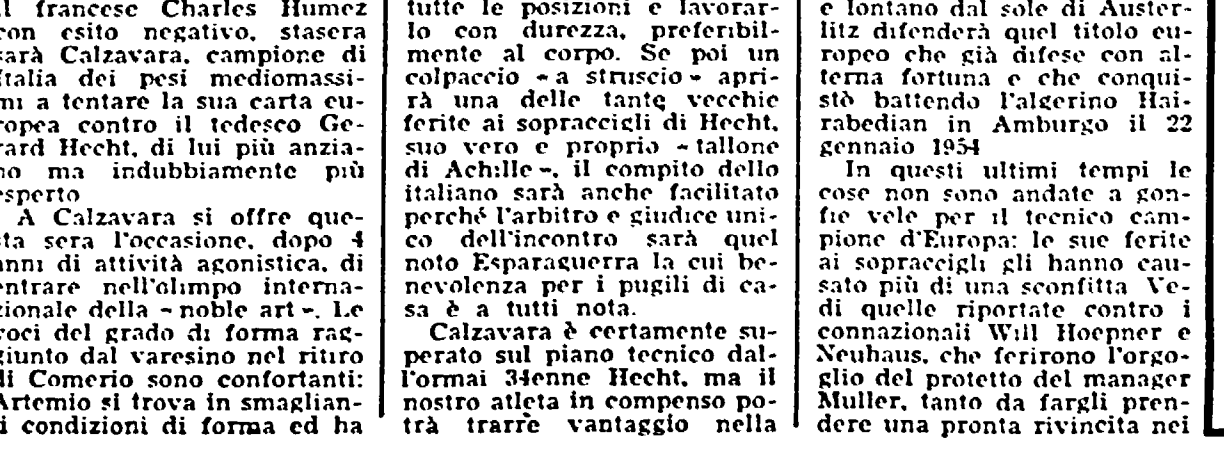 il francese Charles Humez
con esito negativo, stasera
sarà Calzavara, campione di
Italia dei pesi mediomassi-
mi a tentare la sua carta eu-
ropea contro il tedesco Ge-
rard Hecht, di lui più anzia-
no ma indubbiamente più
esperto
A Calzavara si offre que-
sta sera l'occasione, dopo 4
anni di attività agonistica, di
entrare nell'olimpo interna-
zionale della « noble art ». Le
voci del grado di forma rag-
giunto dal varesino nel ritiro
di Comerio sono confortanti:
Artemio si trova in smaglian-
ti condizioni di forma ed ha
tutte le posizioni e lavorar-
lo con durezza, preferibil-
mente al corpo. Se poi un
colpaccio « a struscio » apri-
rà una delle tante vecchie
ferite ai sopraccigli di Hecht,
suo vero e proprio « tallone
di Achille », il compito dello
italiano sarà anche facilitato
perché l'arbitro e giudice uni-
co dell'incontro sarà quel
noto Esparaguerra la cui be-
nevolenza per i pugili di ca-
sa è a tutti nota.
Calzavara è certamente su-
perato sul piano tecnico dal-
l'ormai 34enne Hecht, ma il
nostro atleta in compenso po-
trà trarre vantaggio nella
e lontano dal sole di Auster-
litz difenderà quel titolo eu-
ropeo che già difese con al-
terna fortuna e che conqui-
stò battendo l'algerino Hai-
rabedian in Amburgo il 22
gennaio 1954
In questi ultimi tempi le
cose non sono andate a gon-
fie vele per il tecnico cam-
pione d'Europa: le sue ferite
ai sopraccigli gli hanno cau-
sato più di una sconfitta Ve-
di quelle riportate contro i
connazionali Will Hoepner e
Neuhaus, che ferirono l'orgo-
glio del protetto del manager
Muller, tanto da fargli pren-
dere una pronta rivincita nei